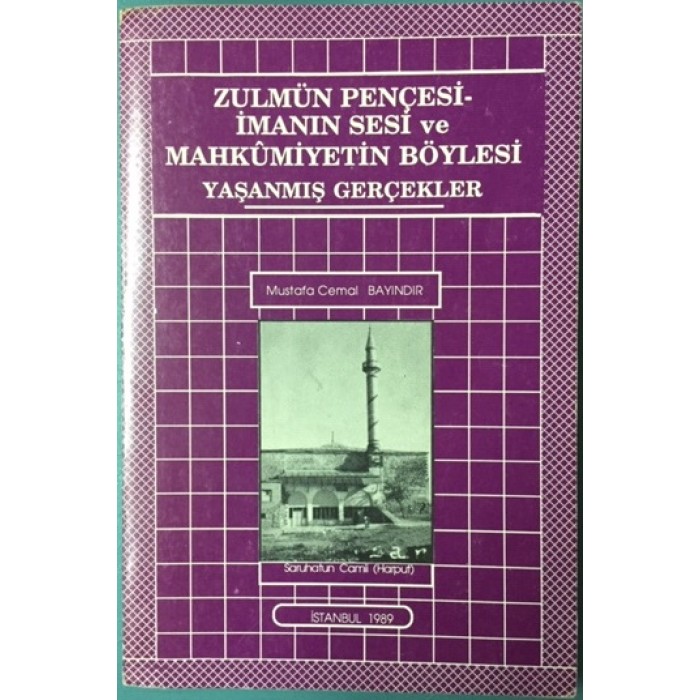 ZULMÜN PENÇESİ-
İMANIN SESİ ve
MAHKÛMİYETİN BÖYLESİ
YAŞANMIŞ GERÇEKLER
Mustafa Cemal BAYINDIR
Saruhatun Camii (Harput)
İSTANBUL 1989